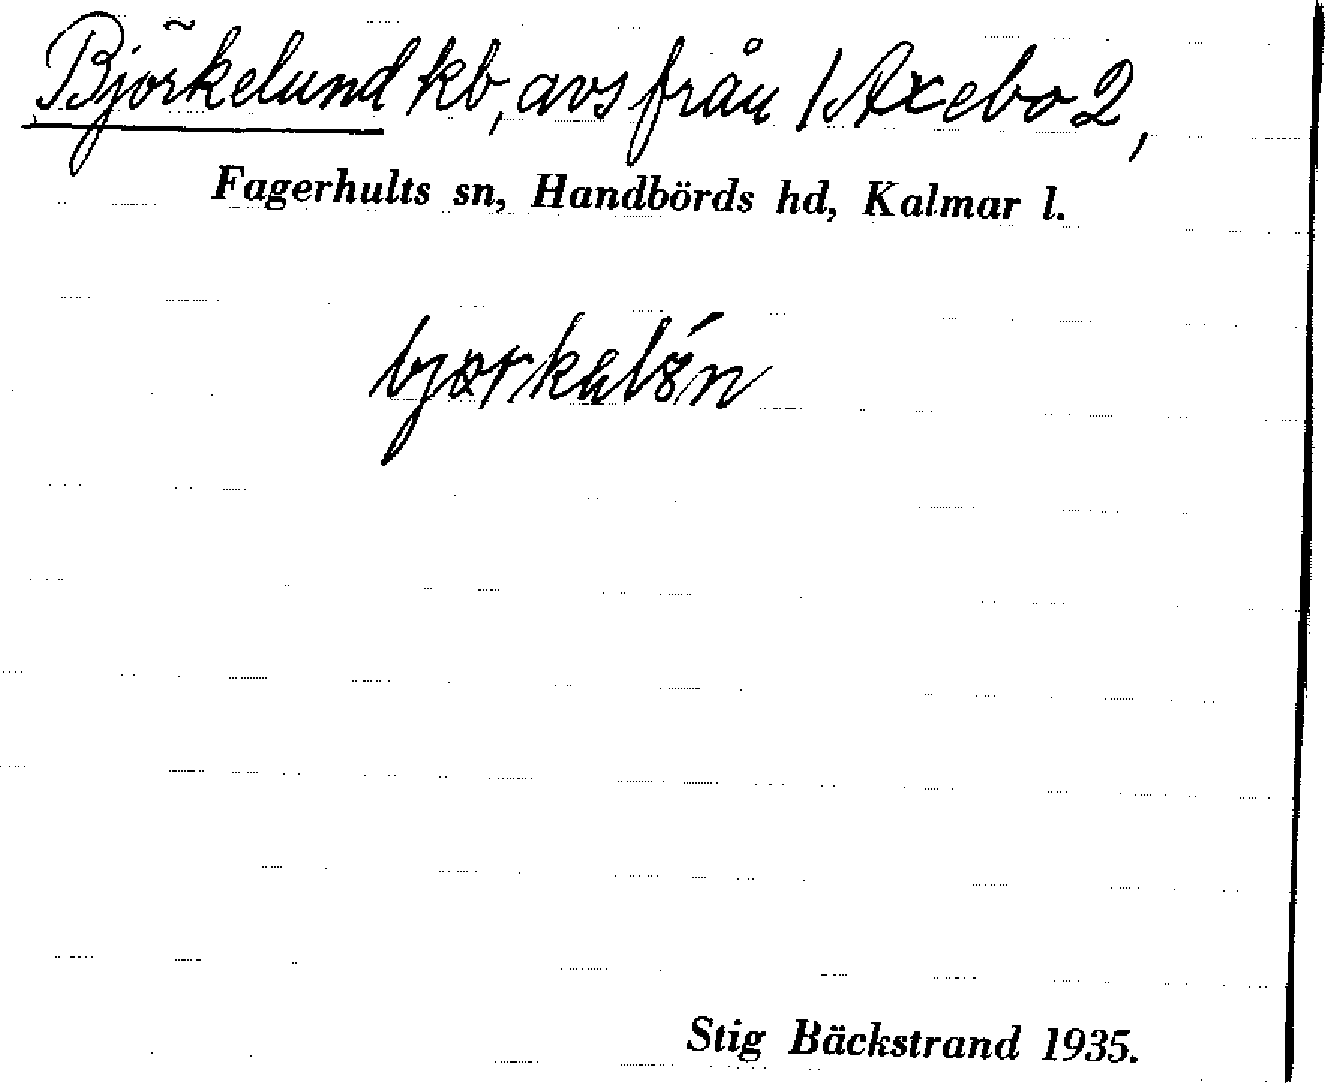 Björkelund kb, avs från 1/Axebo 2,
Fagerhults sn, Handbörds hd, Kalmar l.
Stig Bäckstrand 1935.